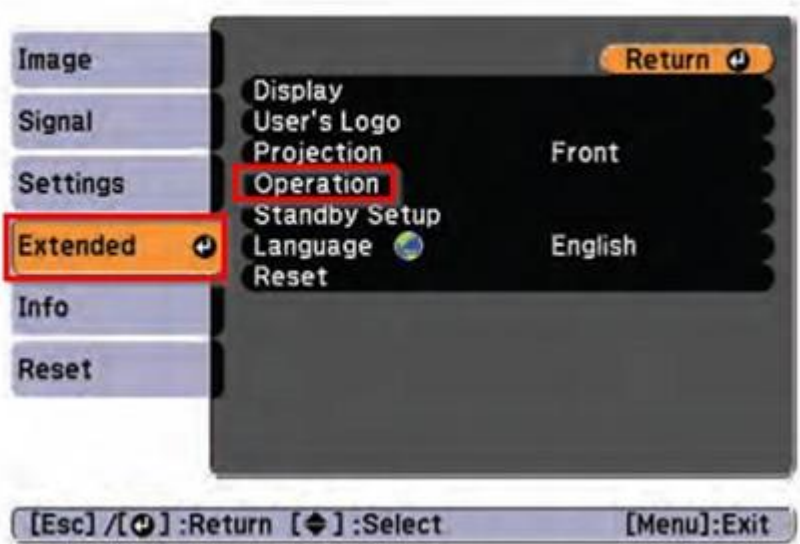 Image
Signal
Settings
Extended
Info
Reset
Return
Display
User's Logo
Projection Front
Operation
Standby Setup
Language English
Reset
[Esc] /[⏎] :Return [◆] :Select [Menu]:Exit